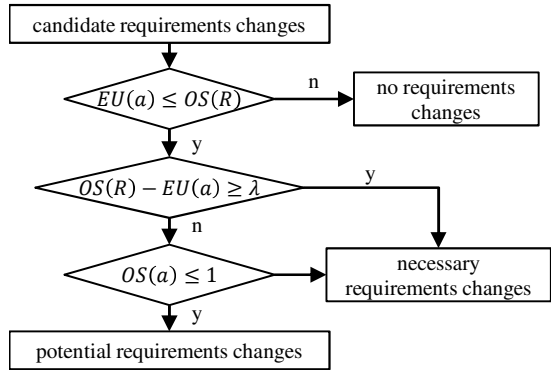 candidate requirements changes
EU(a) ≤ OS(R)
n
no requirements
changes
y
OS(R) − EU(a) ≥ λ
y
n
OS(a) ≤ 1
necessary
requirements changes
y
potential requirements changes